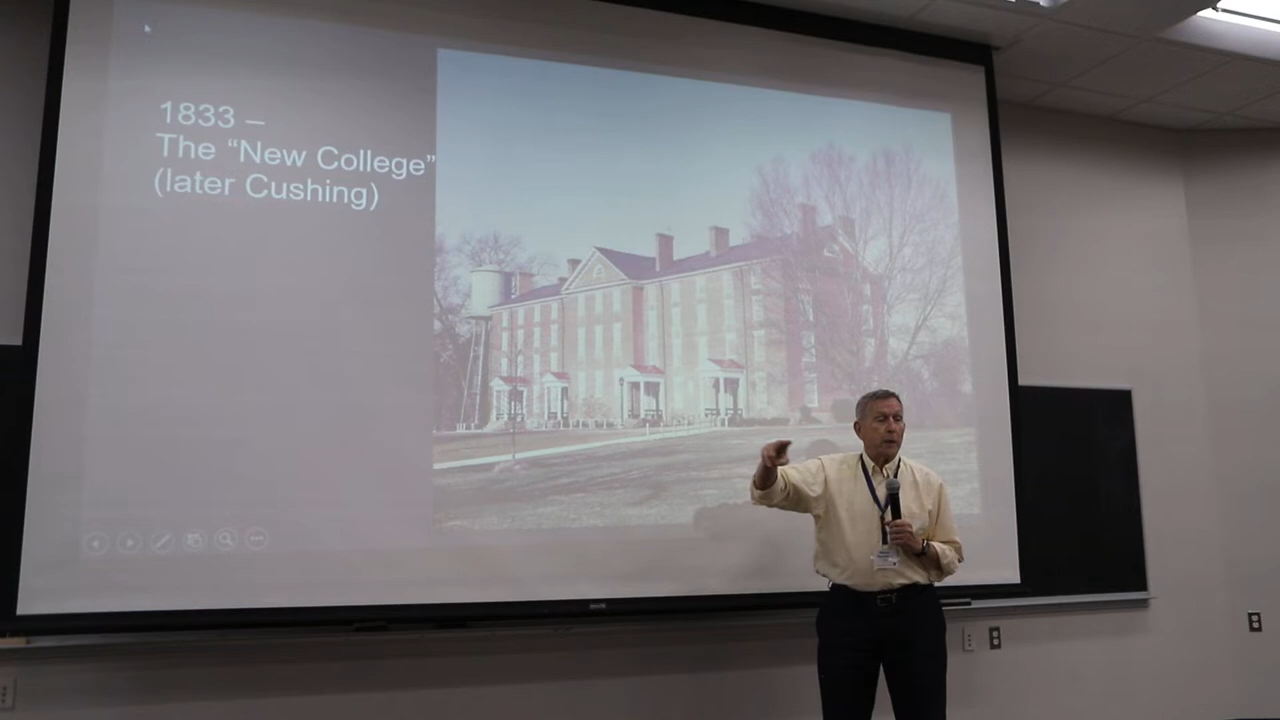 1833 –
The “New College”
(later Cushing)